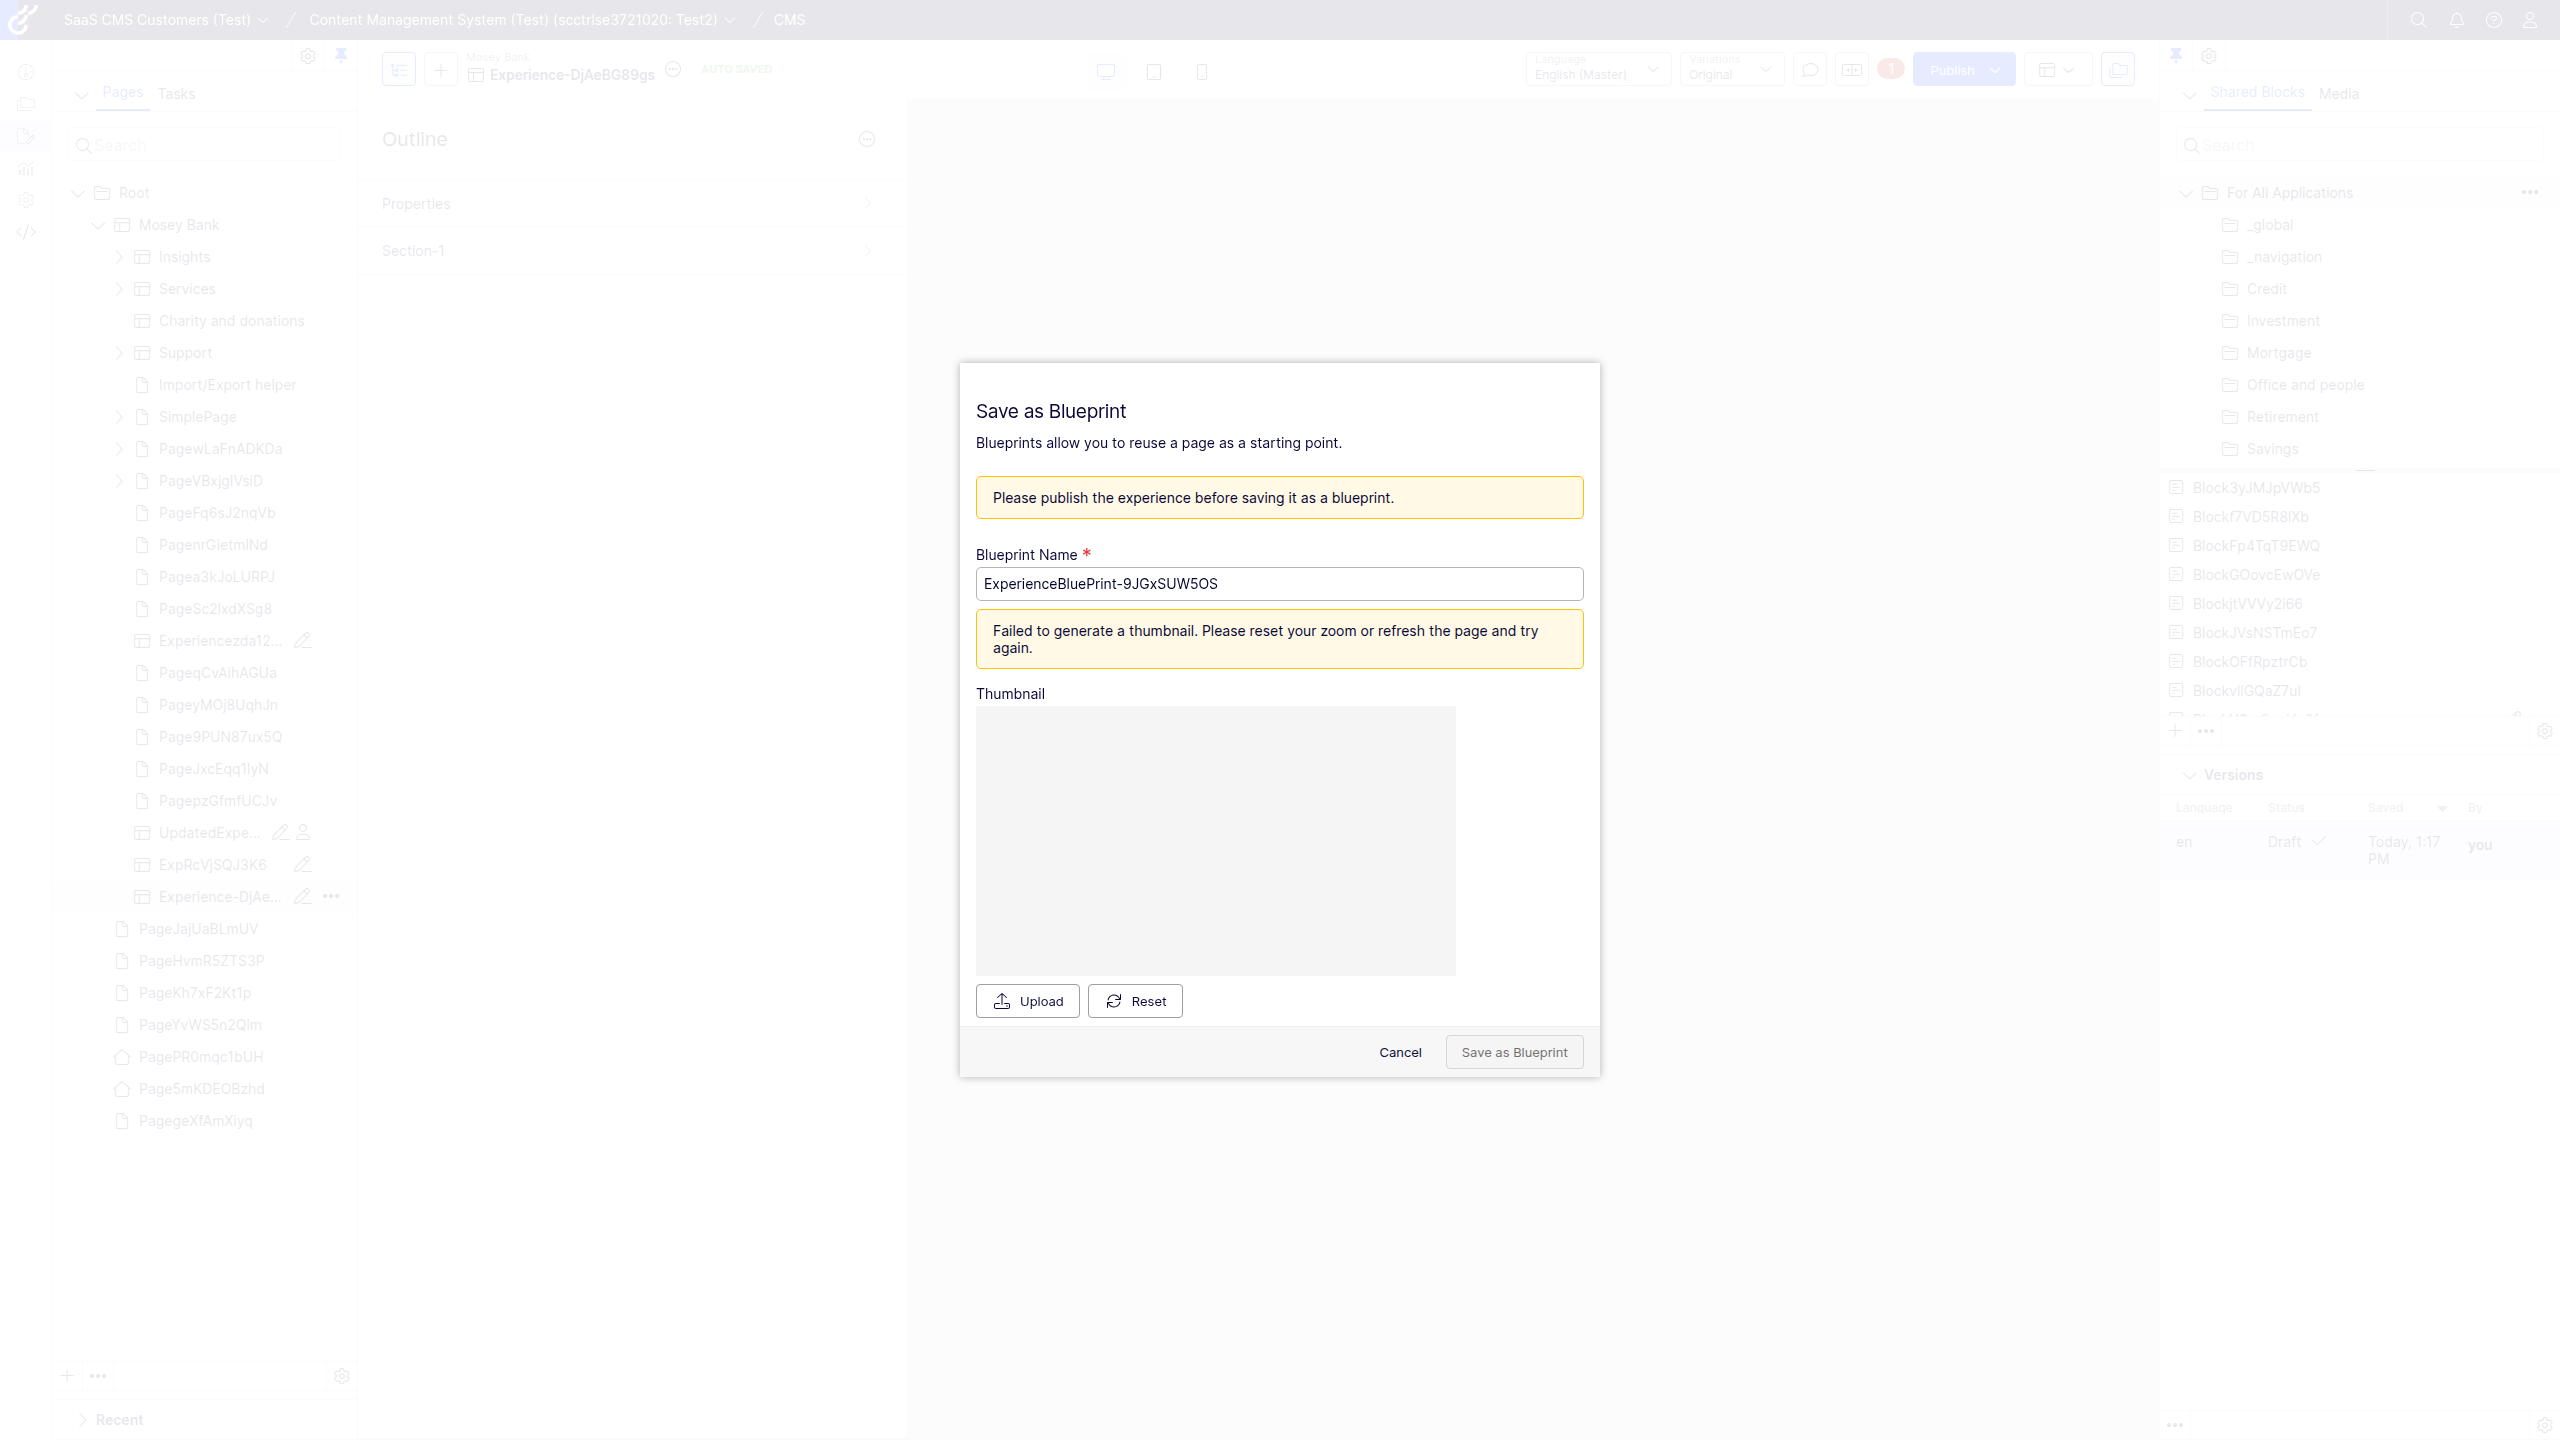 SaaS CMS Customers (Test) / Content Management System (Test) (scctrlse3721020: Test2) / CMS
Pages Tasks
Search
Root
Mosey Bank
Insights
Services
Charity and donations
Support
Import/Export helper
SimplePage
PagewLaFnADKDa
PageVBxjglVsiD
PageFq6sJ2nqVb
PagenrGietmlNd
Pagea3kJoLURPJ
PageSc2lxdXSg8
Experiencezda12...
PageqCvAihAGUa
PageyMOj8UqhJn
Page9PUN87ux5Q
PageJxcEqq1lyN
PagepzGfmfUCJv
UpdatedExpe...
ExpRcVjSQJ3K6
Experience-DjAe...
PageJajUaBLmUV
PageHvmR5ZTS3P
PageKh7xF2Kt1p
PageYvWS5n2Qlm
PagePR0mqc1bUH
Page5mKDEOBzhd
PagegeXfAmXiyq
Recent
Mosey Bank
Experience-DjAeBG89gs
AUTO SAVED
Language
English (Master)
Variations
Original
1
Publish
Outline
Properties
Section-1
Save as Blueprint
Blueprints allow you to reuse a page as a starting point.
Please publish the experience before saving it as a blueprint.
Blueprint Name *
ExperienceBluePrint-9JGxSUW5OS
Failed to generate a thumbnail. Please reset your zoom or refresh the page and try
again.
Thumbnail
Upload Reset
Cancel Save as Blueprint
Shared Blocks Media
Search
For All Applications
_global
_navigation
Credit
Investment
Mortgage
Office and people
Retirement
Savings
Block3yJMJpVWb5
Blockf7VD5R8lXb
BlockFp4TqT9EWQ
BlockGOovcEwOVe
BlockjtVVVy2i66
BlockJVsNSTmEo7
BlockOFfRpztrCb
BlockvllGQaZ7ul
Versions
Language Status Saved By
en Draft Today, 1:17 PM you